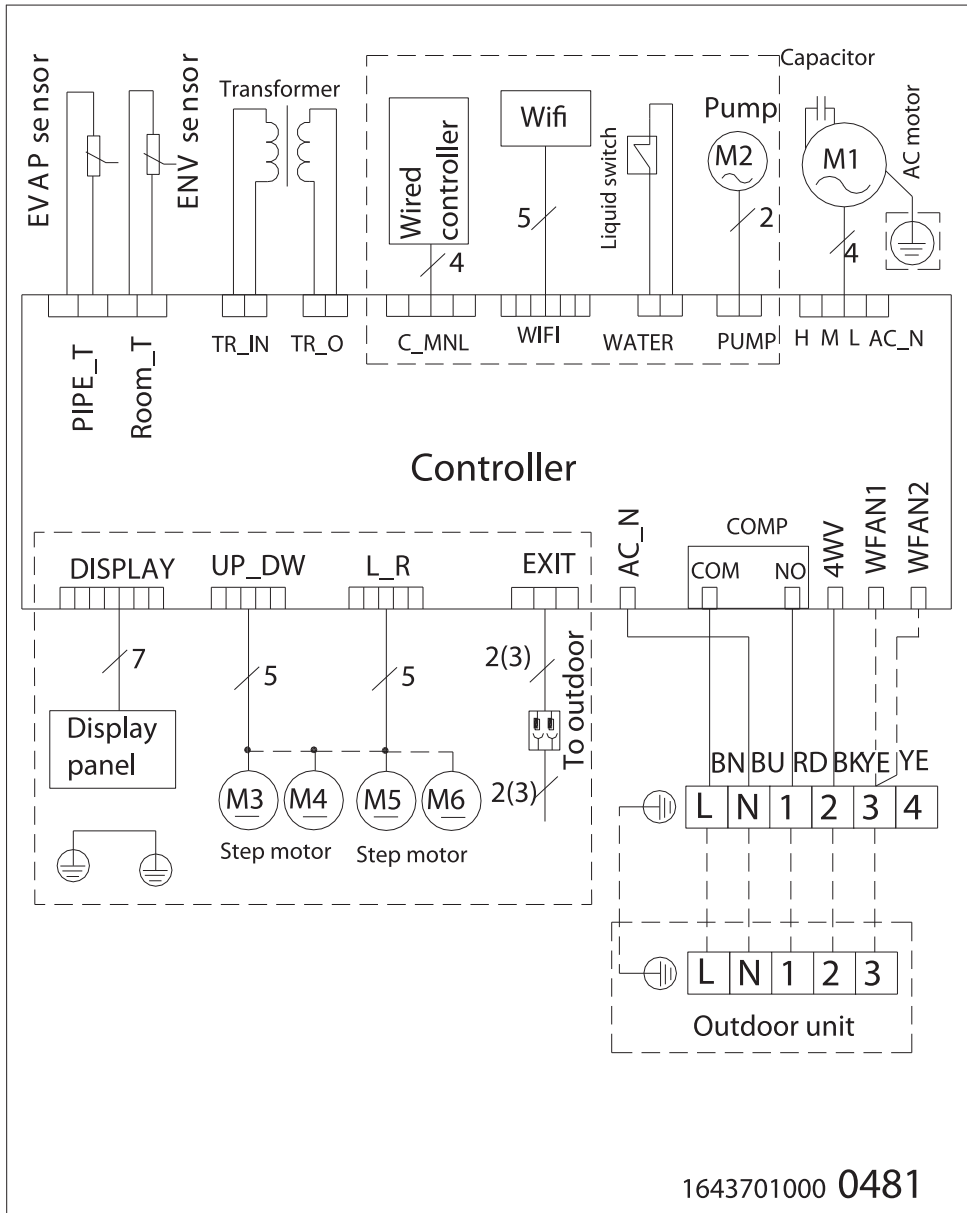 Capacitor
EVAP sensor
ENV sensor
Transformer
Wired
controller
Wifi
Liquid switch
Pump
M2
M1
AC motor
4
5
2
4
PIPE_T
Room_T
TR_IN
TR_O
C_MNL
WIFI
WATER
PUMP
H M L AC_N
Controller
DISPLAY
UP_DW
L_R
EXIT
AC_N
COMP
COM
NO
4WV
WFAN1
WFAN2
7
5
5
2(3)
To outdoor
2(3)
Display
panel
M3
M4
M5
M6
Step motor
Step motor
BN BU RD BK YE YE
L N 1 2 3 4
L N 1 2 3
Outdoor unit
1643701000 0481